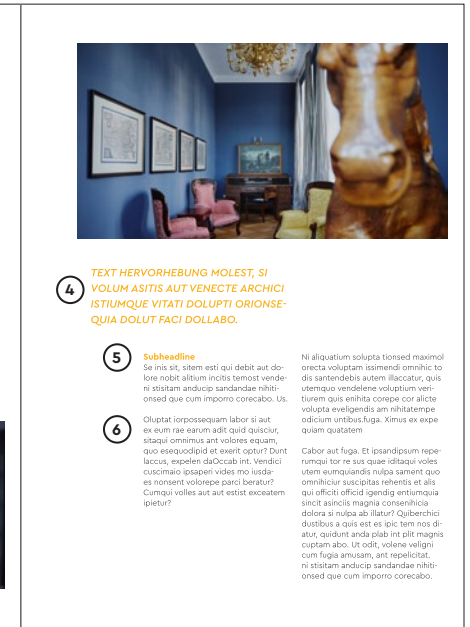 4
TEXT HERVORHEBUNG MOLEST, SI
VOLUM ASITIS AUT VENECTE ARCHICI
ISTIUMQUE VITATI DOLUPTI ORIONSE-
QUIA DOLUT FACI DOLLABO.
5
Subheadline
Se inis sit, sitem esti qui debit aut do-
lore nobit alitium incitis temost vende-
ni stisitam anducip sandandae nihiti-
onsed que cum imporro corecabo. Us.
6
Oluptat iorpossequam labor si aut
ex eum rae earum adit quid quisciur,
sitaqui omnimus ant volores equam,
quo esequodipid et exerit optur? Dunt
laccus, expelen daOccab int. Vendici
cuscimaio ipsaperi vides mo iusda-
es nonsent volorepe parci beratur?
Cumqui volles aut aut estist exceatem
ipietur?
Ni aliquatium solupta tionsed maximol
orecta voluptam issimendi omnihic to
dis santendebis autem illaccatur, quis
utemquo vendelene voluptium veri-
tiurem quis enihita corepe cor alicte
volupta eveligendis am nihitatempe
odicium untibus.fuga. Ximus ex expe
quiam quatatem
Cabor aut fuga. Et ipsandipsum repe-
rumqui tor re sus quae iditaqui voles
utem eumquiandis nulpa sament quo
omnihiciur suscipitas rehentis et alis
qui officiti officid igendig entiumquia
sincit asinciis magnia consenihicia
dolora si nulpa ab illatur? Quiberchici
dustibus a quis est es ipic tem nos di-
atur, quidunt anda plab int plit magnis
cuptam abo. Ut odit, volene veligni
cum fugia amusam, ant repelicitat.
ni stisitam anducip sandandae nihiti-
onsed que cum imporro corecabo.